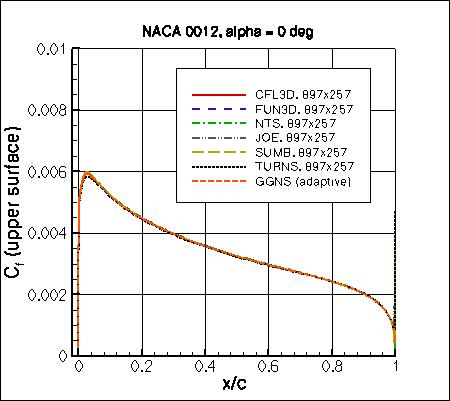 NACA 0012, alpha = 0 deg
0.01
0.008
0.006
0.004
0.002
0
C_f (upper surface)
CFL3D, 897x257
FUN3D, 897x257
NTS, 897x257
JOE, 897x257
SUMB, 897x257
TURNS, 897x257
GGNS (adaptive)
0 0.2 0.4 0.6 0.8 1
x/c